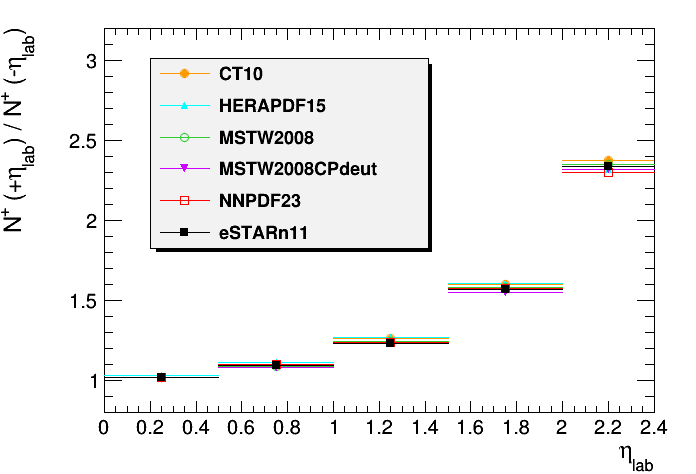 N⁺ (+η_lab) / N⁺ (-η_lab)
3
2.5
2
1.5
1
CT10
HERAPDF15
MSTW2008
MSTW2008CPdeut
NNPDF23
eSTARn11
0 0.2 0.4 0.6 0.8 1 1.2 1.4 1.6 1.8 2 2.2 2.4
η_lab